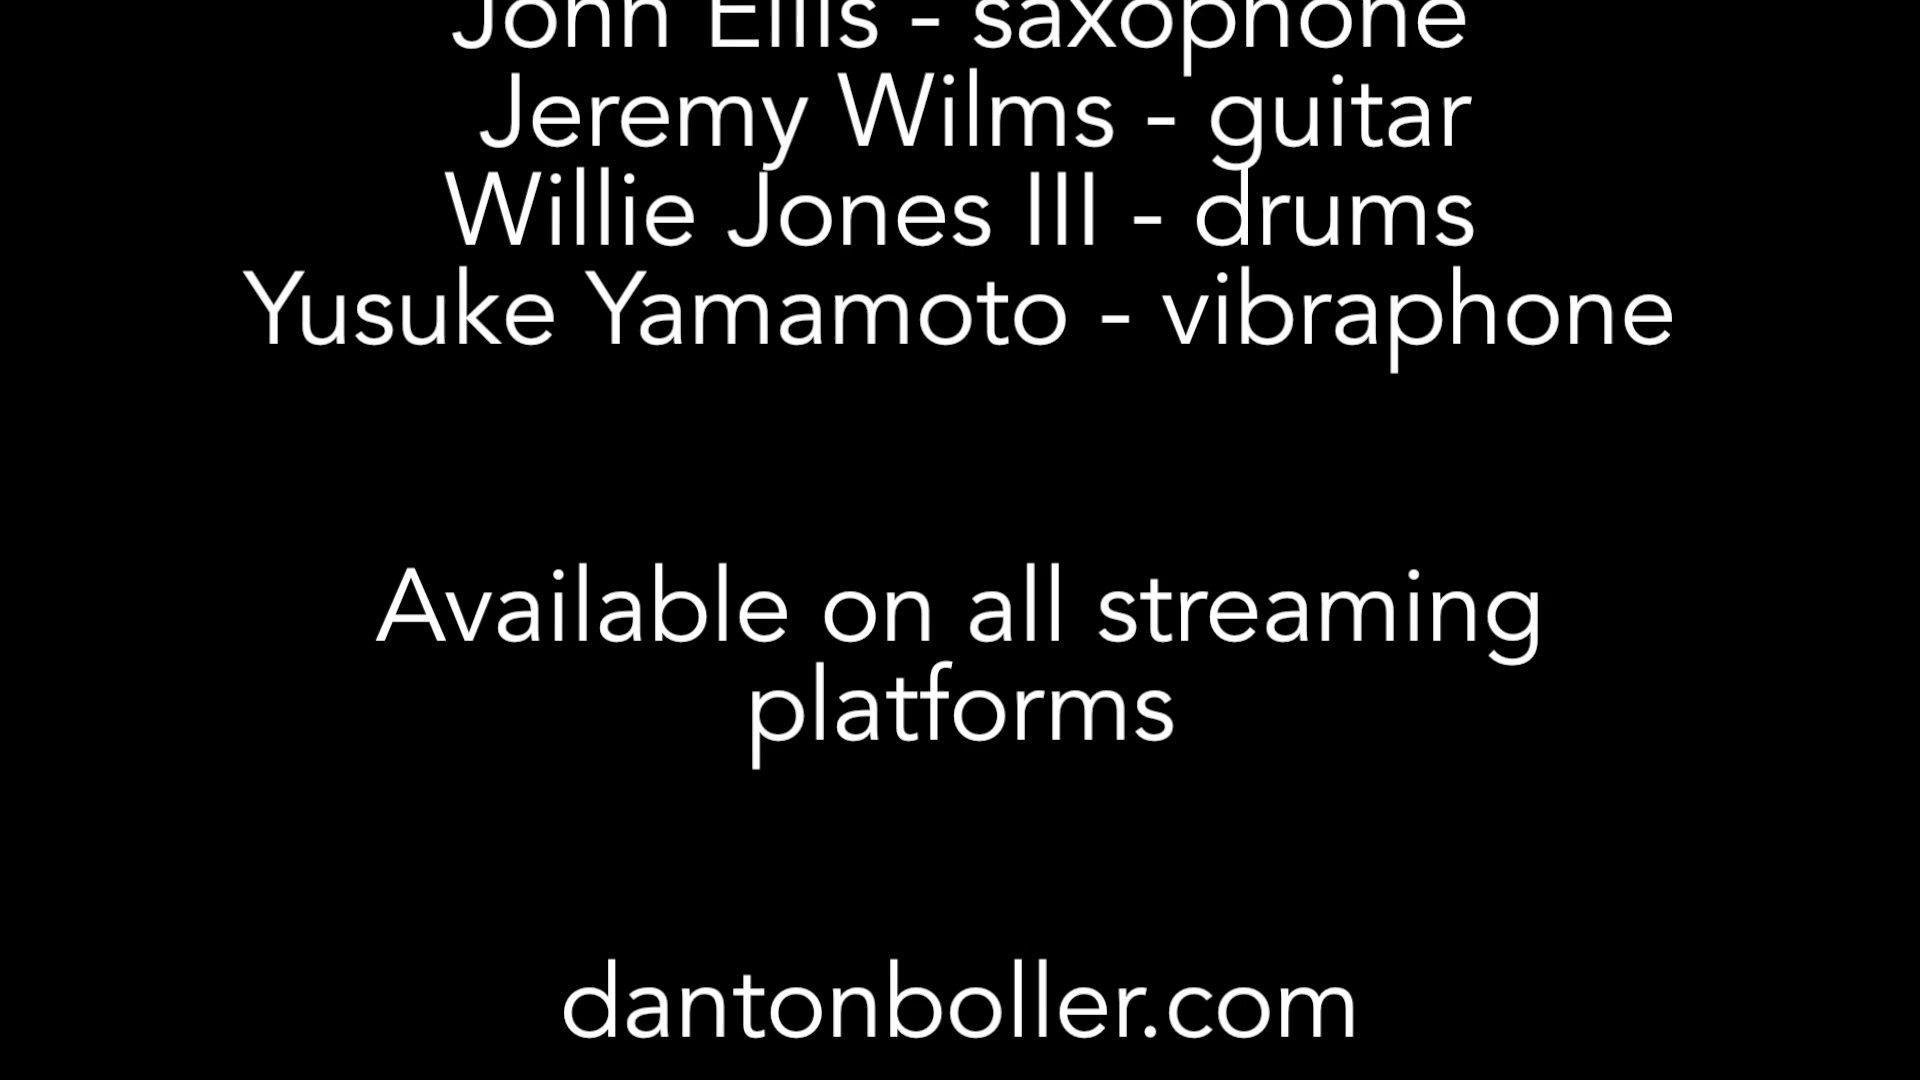 John Ellis - saxophone
Jeremy Wilms - guitar
Willie Jones III - drums
Yusuke Yamamoto - vibraphone
Available on all streaming
platforms
dantonboller.com